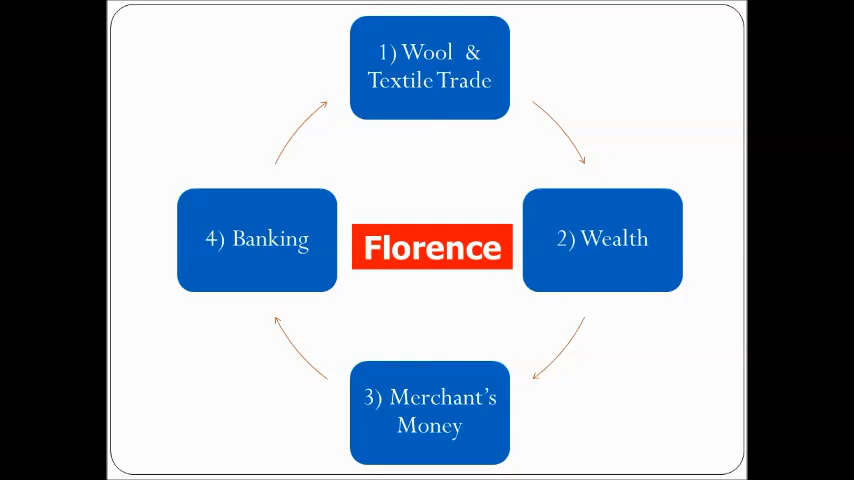 1) Wool &
Textile Trade
4) Banking
Florence
2) Wealth
3) Merchant’s
Money